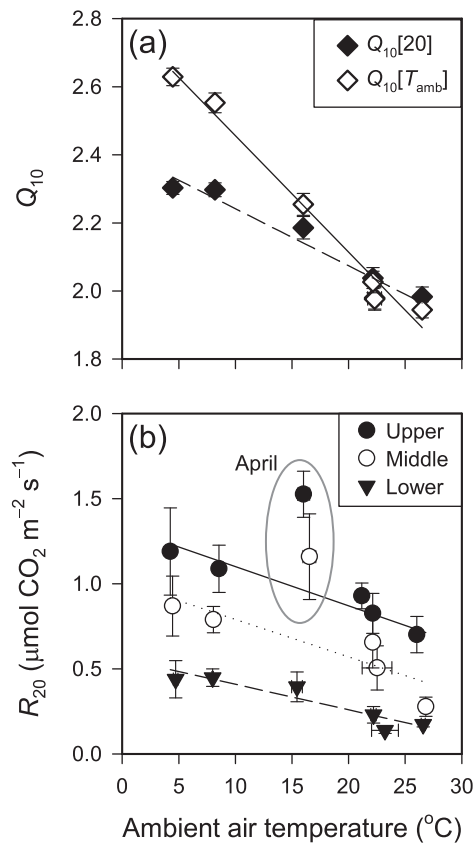 (a)
Q10[20]
Q10[Tamb]
2.8
2.6
2.4
2.2
2.0
1.8
Q10
(b)
Upper
Middle
Lower
April
2.0
1.5
1.0
0.5
0.0
R20 (μmol CO2 m−2 s−1)
0 5 10 15 20 25 30
Ambient air temperature (oC)